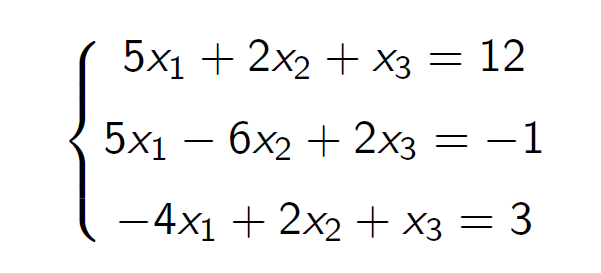 5x₁ + 2x₂ + x₃ = 12
5x₁ − 6x₂ + 2x₃ = −1
−4x₁ + 2x₂ + x₃ = 3